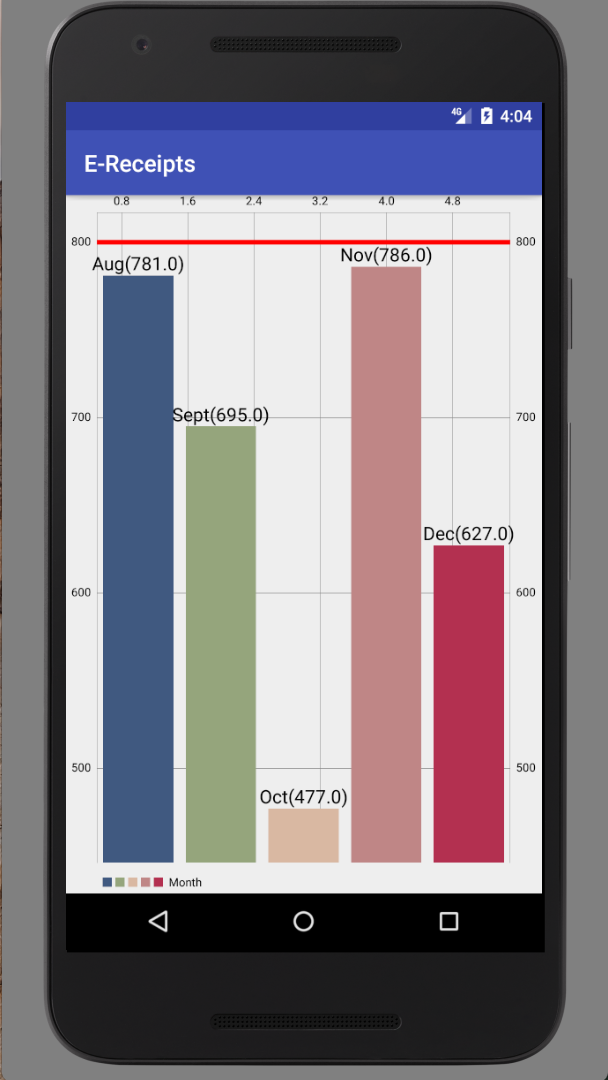 4G 4:04
E-Receipts
0.8 1.6 2.4 3.2 4.0 4.8
800 800
Nov(786.0)
Aug(781.0)
Sept(695.0)
700 700
Dec(627.0)
600 600
500 500
Oct(477.0)
Month